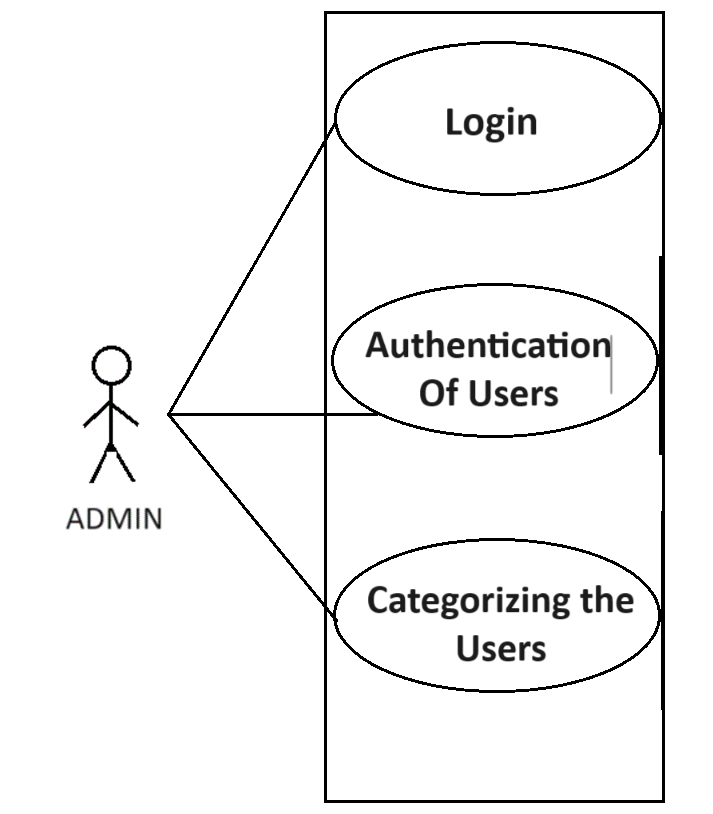 Login
Authentication
Of Users
ADMIN
Categorizing the
Users